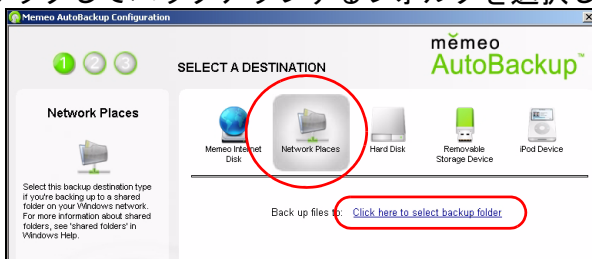 Memeo AutoBackup Configuration
1 2 3
SELECT A DESTINATION
mĕmeo
AutoBackup™
Network Places
Select this backup destination type
if you're backing up to a shared
folder on your Windows network.
For more information about shared
folders, see 'shared folders' in
Windows Help.
Memeo Internet
Disk
Network Places
Hard Disk
Removable
Storage Device
iPod Device
Back up files to: Click here to select backup folder